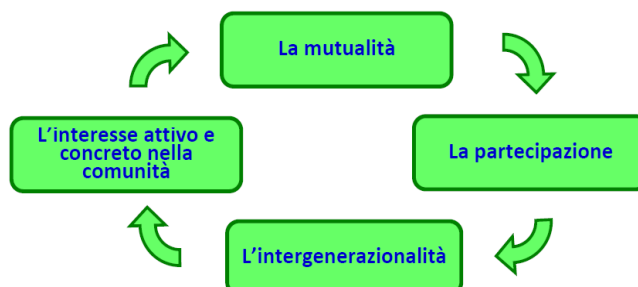 La mutualità
L'interesse attivo e
concreto nella
comunità
La partecipazione
L'intergenerazionalità